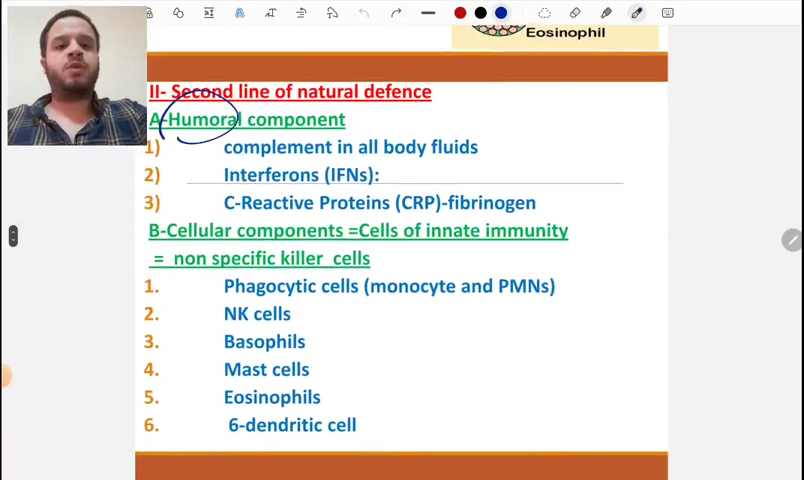 Eosinophil
II- Second line of natural defence
A-Humoral component
1) complement in all body fluids
2) Interferons (IFNs):
3) C-Reactive Proteins (CRP)-fibrinogen
B-Cellular components =Cells of innate immunity
= non specific killer cells
1. Phagocytic cells (monocyte and PMNs)
2. NK cells
3. Basophils
4. Mast cells
5. Eosinophils
6. 6-dendritic cell